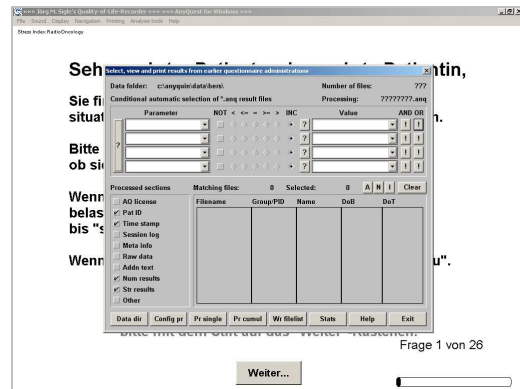 === Jörg M. Sigle's Quality-of-Life-Recorder === === AnyQuest for Windows ===
File Sound Display Navigation Printing Analysis-tools Help
Stress Index RadioOncology
Seh
tin,
Select, view and print results from earlier questionnaire administrations
Data folder: c:\anyquin\data\hers\ Number of files: ???
Conditional automatic selection of *.anq result files Processing: ????????.anq
Sie fi
situat
n.
Parameter NOT < <= = >= > INC Value AND OR
? ? ! !
? ! !
? ! !
? ! !
Bitte
ob si
Processed sections Matching files: 0 Selected: 0 A N I Clear
AQ license
Pat ID
Time stamp
Session log
Meta info
Raw data
Addn text
Num results
Str results
Other
Filename Group/PID Name DoB DoT
Wenn
belas
bis "s
Wenn
u".
Data dir Config pr Pr single Pr cumul Wr filelist Stats Help Exit
bitte mit dem Stift auf das "Weiter"-Kästchen.
Frage 1 von 26
Weiter...